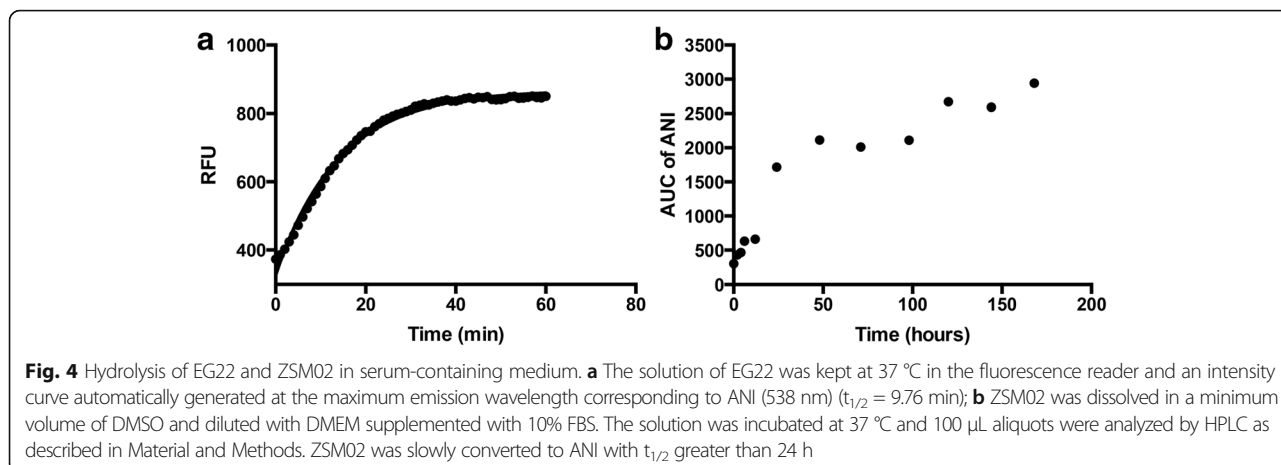 a
1000
800
600
400
RFU
0 20 40 60 80
Time (min)
b
3500
3000
2500
2000
1500
1000
500
0
AUC of ANI
0 50 100 150 200
Time (hours)
Fig. 4 Hydrolysis of EG22 and ZSM02 in serum-containing medium. a The solution of EG22 was kept at 37 °C in the fluorescence reader and an intensity
curve automatically generated at the maximum emission wavelength corresponding to ANI (538 nm) (t1/2 = 9.76 min); b ZSM02 was dissolved in a minimum
volume of DMSO and diluted with DMEM supplemented with 10% FBS. The solution was incubated at 37 °C and 100 μL aliquots were analyzed by HPLC as
described in Material and Methods. ZSM02 was slowly converted to ANI with t1/2 greater than 24 h